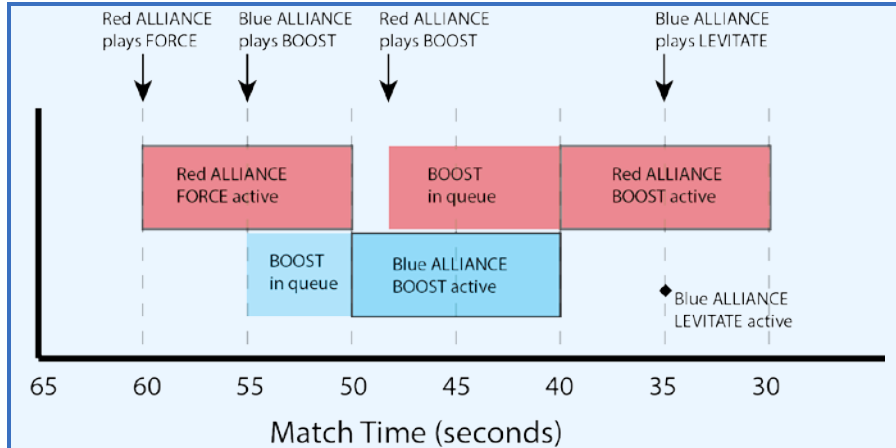 Red ALLIANCE
plays FORCE
Blue ALLIANCE
plays BOOST
Red ALLIANCE
plays BOOST
Blue ALLIANCE
plays LEVITATE
Red ALLIANCE
FORCE active
BOOST
in queue
Red ALLIANCE
BOOST active
BOOST
in queue
Blue ALLIANCE
BOOST active
Blue ALLIANCE
LEVITATE active
65 60 55 50 45 40 35 30
Match Time (seconds)